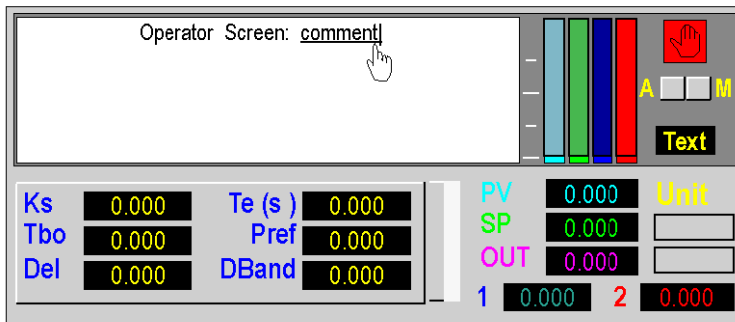 Operator Screen: comment
A M
Text
Ks 0.000 Te (s ) 0.000
Tbo 0.000 Pref 0.000
Del 0.000 DBand 0.000
PV 0.000 Unit
SP 0.000
OUT 0.000
1 0.000 2 0.000